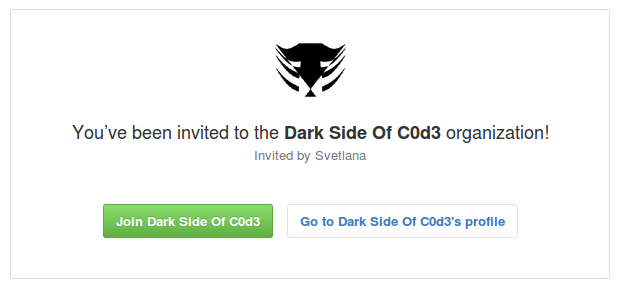 You’ve been invited to the Dark Side Of C0d3 organization!
Invited by Svetlana
Join Dark Side Of C0d3
Go to Dark Side Of C0d3's profile